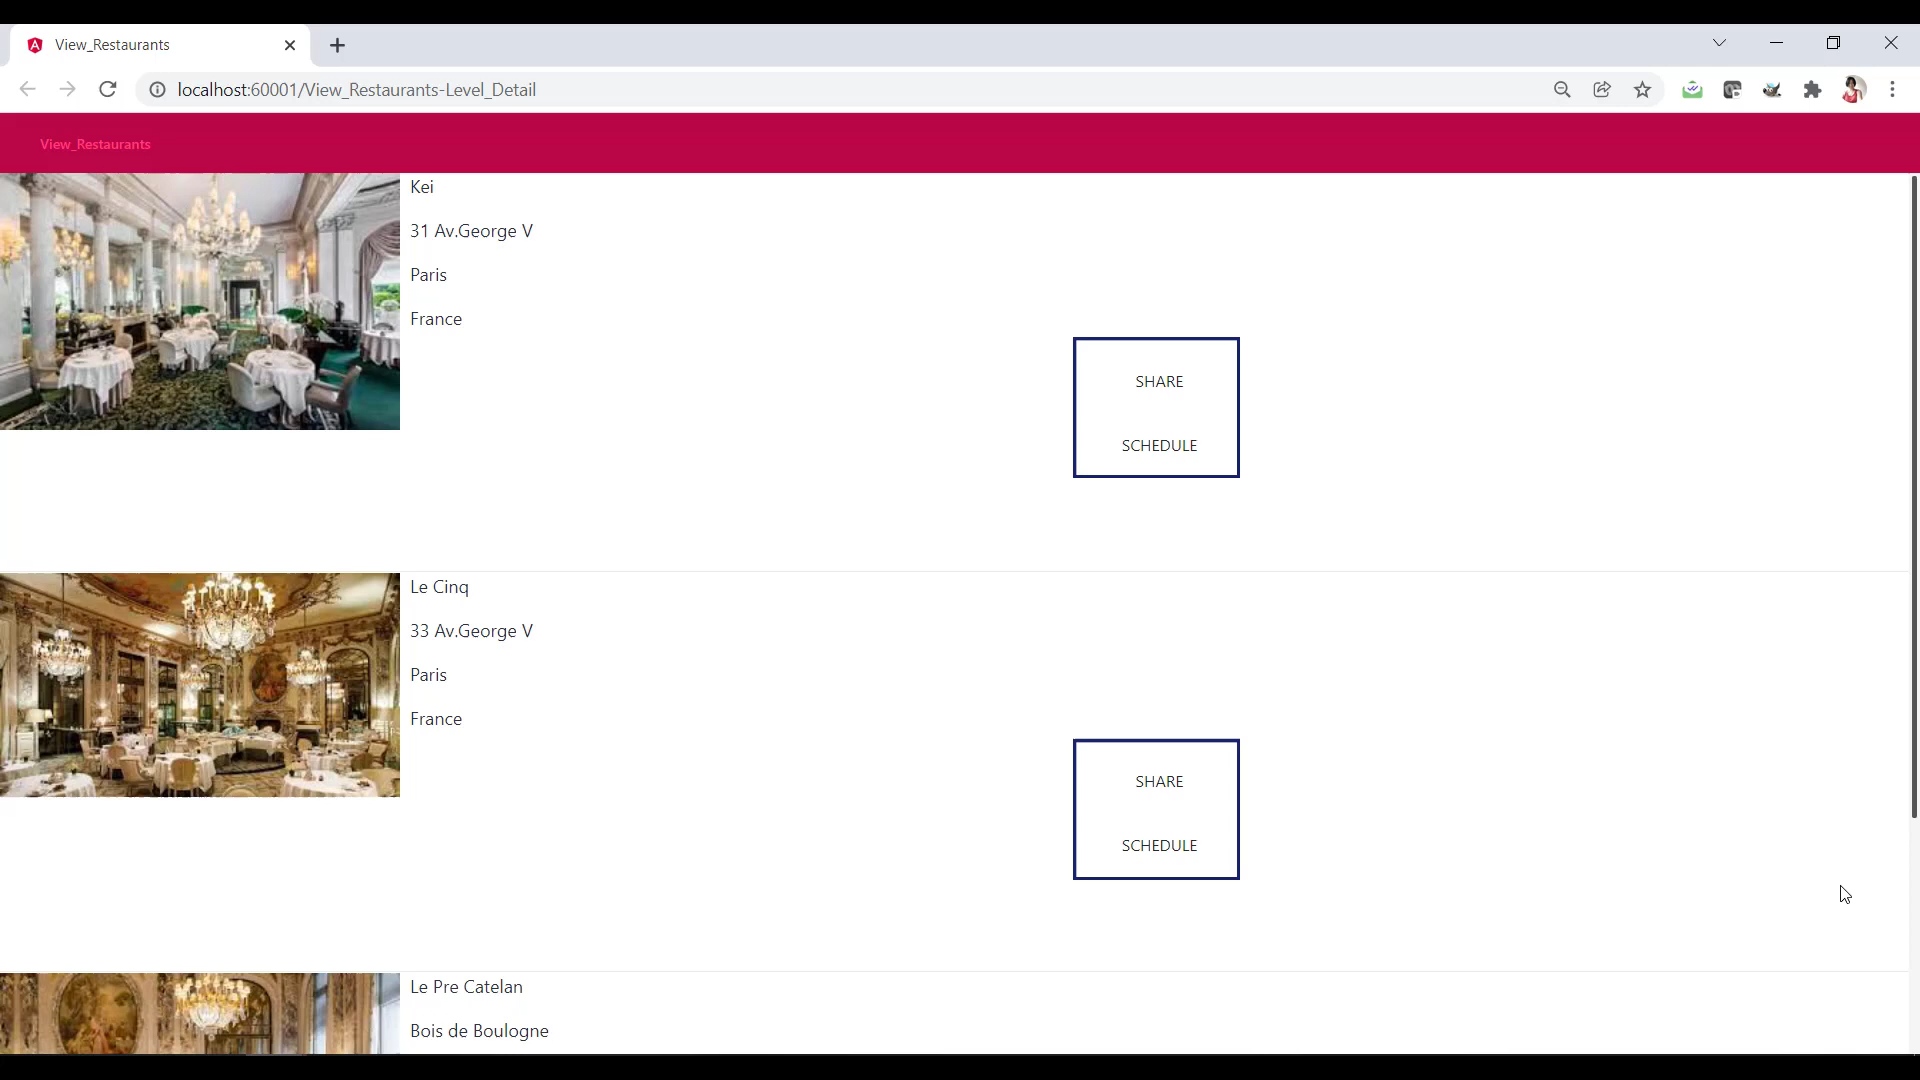 View_Restaurants
localhost:60001/View_Restaurants-Level_Detail
View_Restaurants
Kei
31 Av.George V
Paris
France
SHARE
SCHEDULE
Le Cinq
33 Av.George V
Paris
France
SHARE
SCHEDULE
Le Pre Catelan
Bois de Boulogne